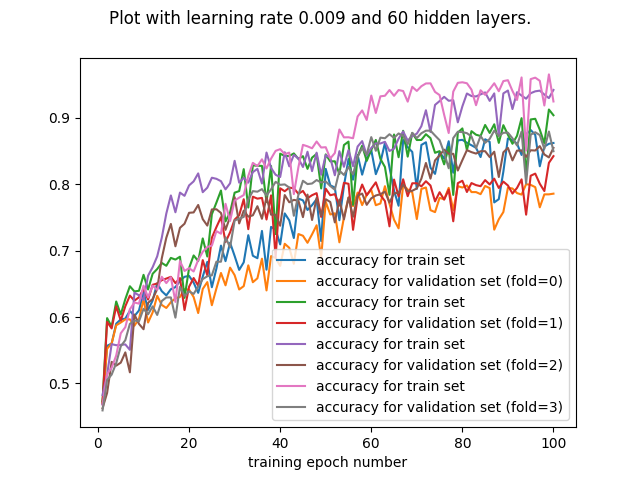 Plot with learning rate 0.009 and 60 hidden layers.
0.9
0.8
0.7
0.6
0.5
accuracy for train set
accuracy for validation set (fold=0)
accuracy for train set
accuracy for validation set (fold=1)
accuracy for train set
accuracy for validation set (fold=2)
accuracy for train set
accuracy for validation set (fold=3)
0 20 40 60 80 100
training epoch number